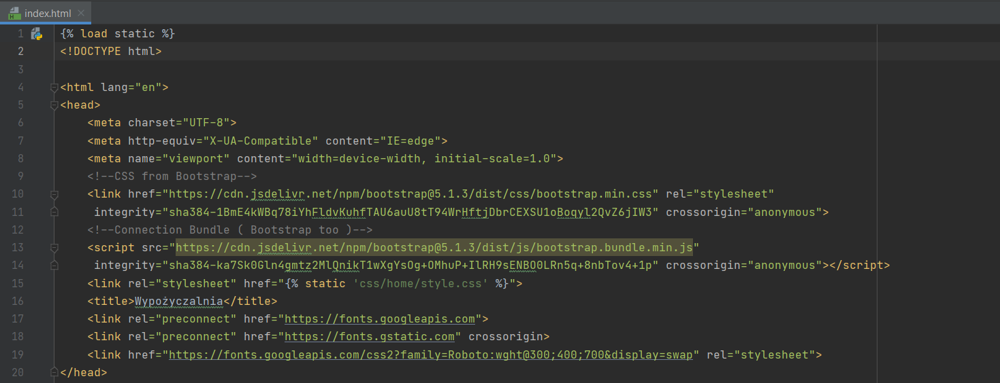 index.html
1 {% load static %}
2 <!DOCTYPE html>
3
4 <html lang="en">
5 <head>
6 <meta charset="UTF-8">
7 <meta http-equiv="X-UA-Compatible" content="IE=edge">
8 <meta name="viewport" content="width=device-width, initial-scale=1.0">
9 <!--CSS from Bootstrap-->
10 <link href="https://cdn.jsdelivr.net/npm/bootstrap@5.1.3/dist/css/bootstrap.min.css" rel="stylesheet"
11 integrity="sha384-1BmE4kWBq78iYhFldvKuhfTAU6auU8tT94WrHftjDbrCEXSU1oBoqyl2QvZ6jIW3" crossorigin="anonymous">
12 <!--Connection Bundle ( Bootstrap too )-->
13 <script src="https://cdn.jsdelivr.net/npm/bootstrap@5.1.3/dist/js/bootstrap.bundle.min.js"
14 integrity="sha384-ka7Sk0Gln4gmtz2MlQnikT1wXgYsOg+OMhuP+IlRH9sENBO0LRn5q+8nbTov4+1p" crossorigin="anonymous"></script>
15 <link rel="stylesheet" href="{% static 'css/home/style.css' %}">
16 <title>Wypożyczalnia</title>
17 <link rel="preconnect" href="https://fonts.googleapis.com">
18 <link rel="preconnect" href="https://fonts.gstatic.com" crossorigin>
19 <link href="https://fonts.googleapis.com/css2?family=Roboto:wght@300;400;700&display=swap" rel="stylesheet">
20 </head>